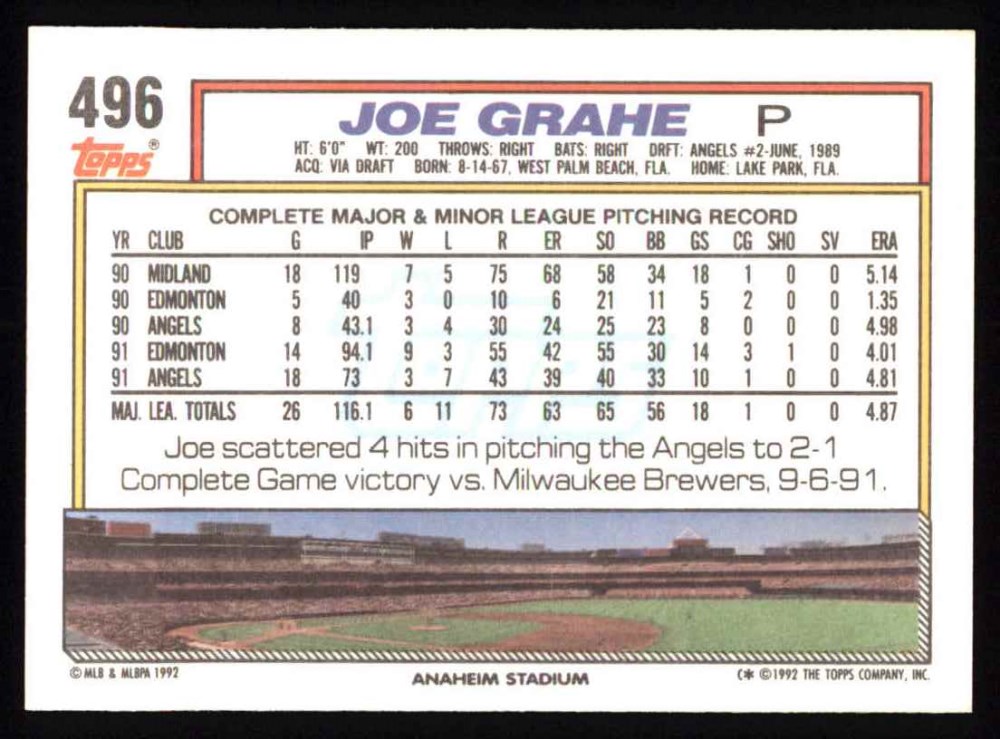 496
topps®
JOE GRAHE P
HT: 6'0" WT: 200 THROWS: RIGHT BATS: RIGHT DRFT: ANGELS #2-JUNE, 1989
ACQ: VIA DRAFT BORN: 8-14-67, WEST PALM BEACH, FLA. HOME: LAKE PARK, FLA.
COMPLETE MAJOR & MINOR LEAGUE PITCHING RECORD
YR CLUB G IP W L R ER SO BB GS CG SHO SV ERA
90 MIDLAND 18 119 7 5 75 68 58 34 18 1 0 0 5.14
90 EDMONTON 5 40 3 0 10 6 21 11 5 2 0 0 1.35
90 ANGELS 8 43.1 3 4 30 24 25 23 8 0 0 0 4.98
91 EDMONTON 14 94.1 9 3 55 42 55 30 14 3 1 0 4.01
91 ANGELS 18 73 3 7 43 39 40 33 10 1 0 0 4.81
MAJ. LEA. TOTALS 26 116.1 6 11 73 63 65 56 18 1 0 0 4.87
topps
Joe scattered 4 hits in pitching the Angels to 2-1
Complete Game victory vs. Milwaukee Brewers, 9-6-91.
© MLB & MLBPA 1992
ANAHEIM STADIUM
C* ©1992 THE TOPPS COMPANY, INC.